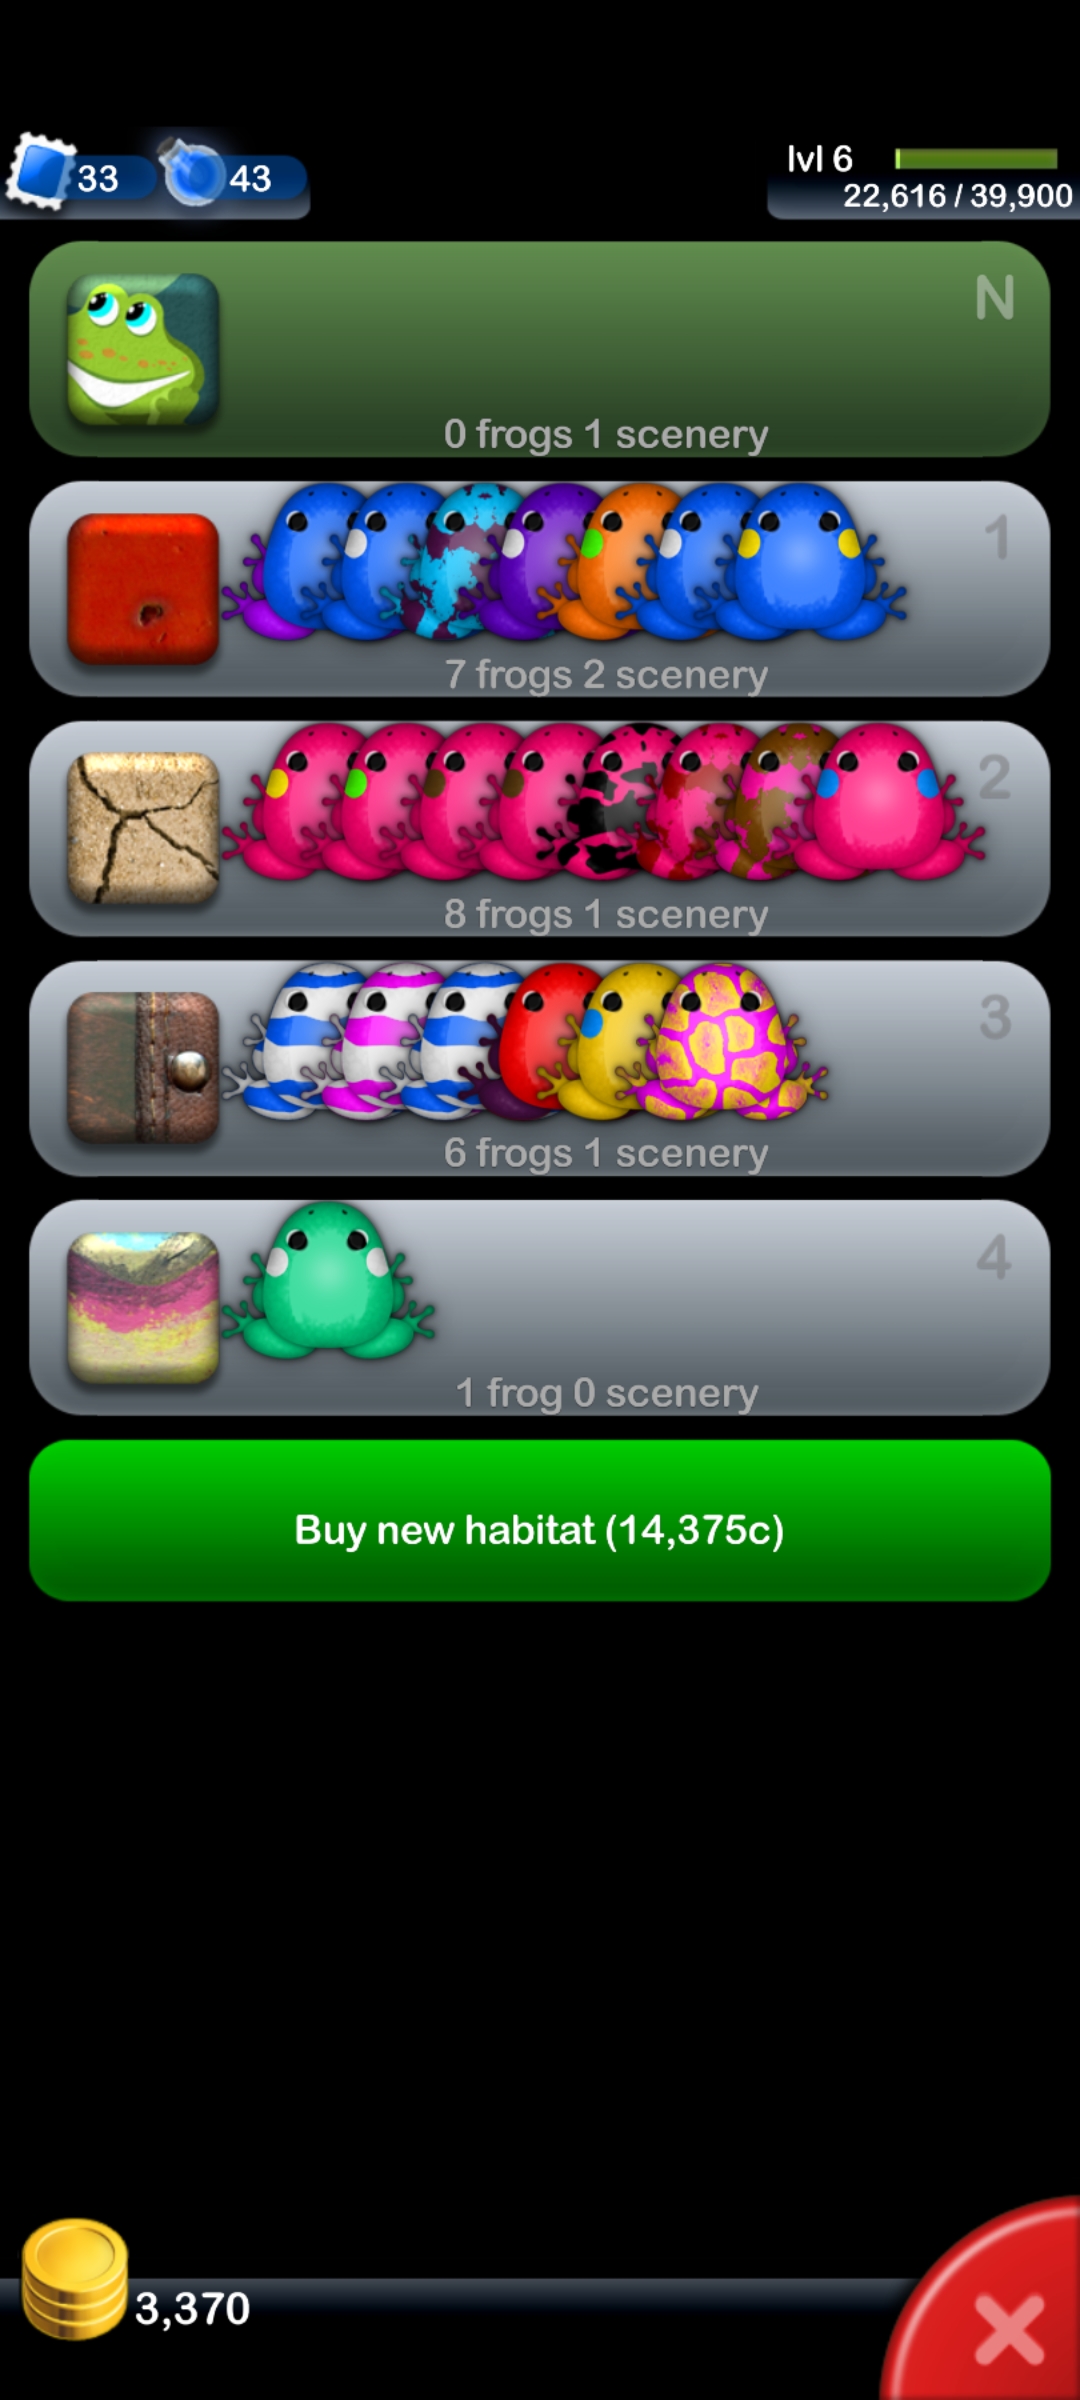 33
43
lvl 6
22,616 / 39,900
N
0 frogs 1 scenery
1
7 frogs 2 scenery
2
8 frogs 1 scenery
3
6 frogs 1 scenery
4
1 frog 0 scenery
Buy new habitat (14,375c)
3,370